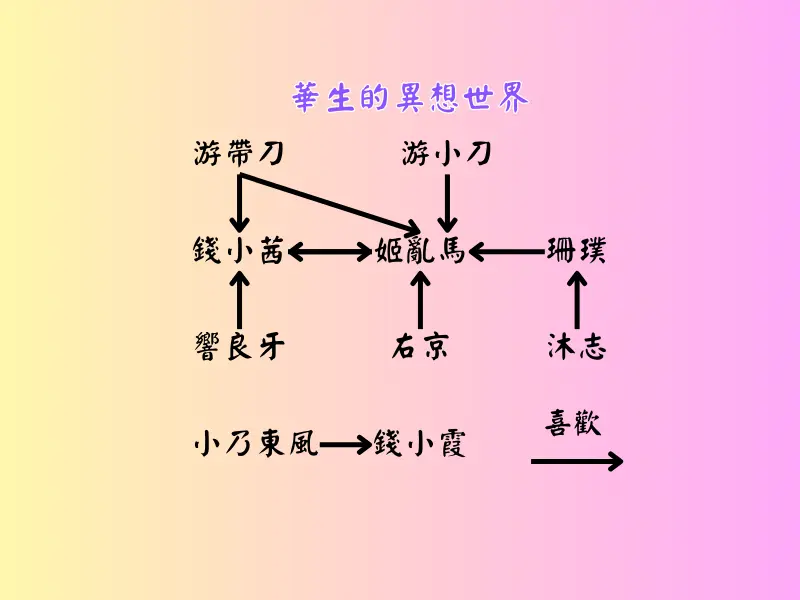 華生的異想世界
游帶刀 游小刀
錢小茜 姬亂馬 珊璞
響良牙 右京 沐志
喜歡
小乃東風 錢小霞